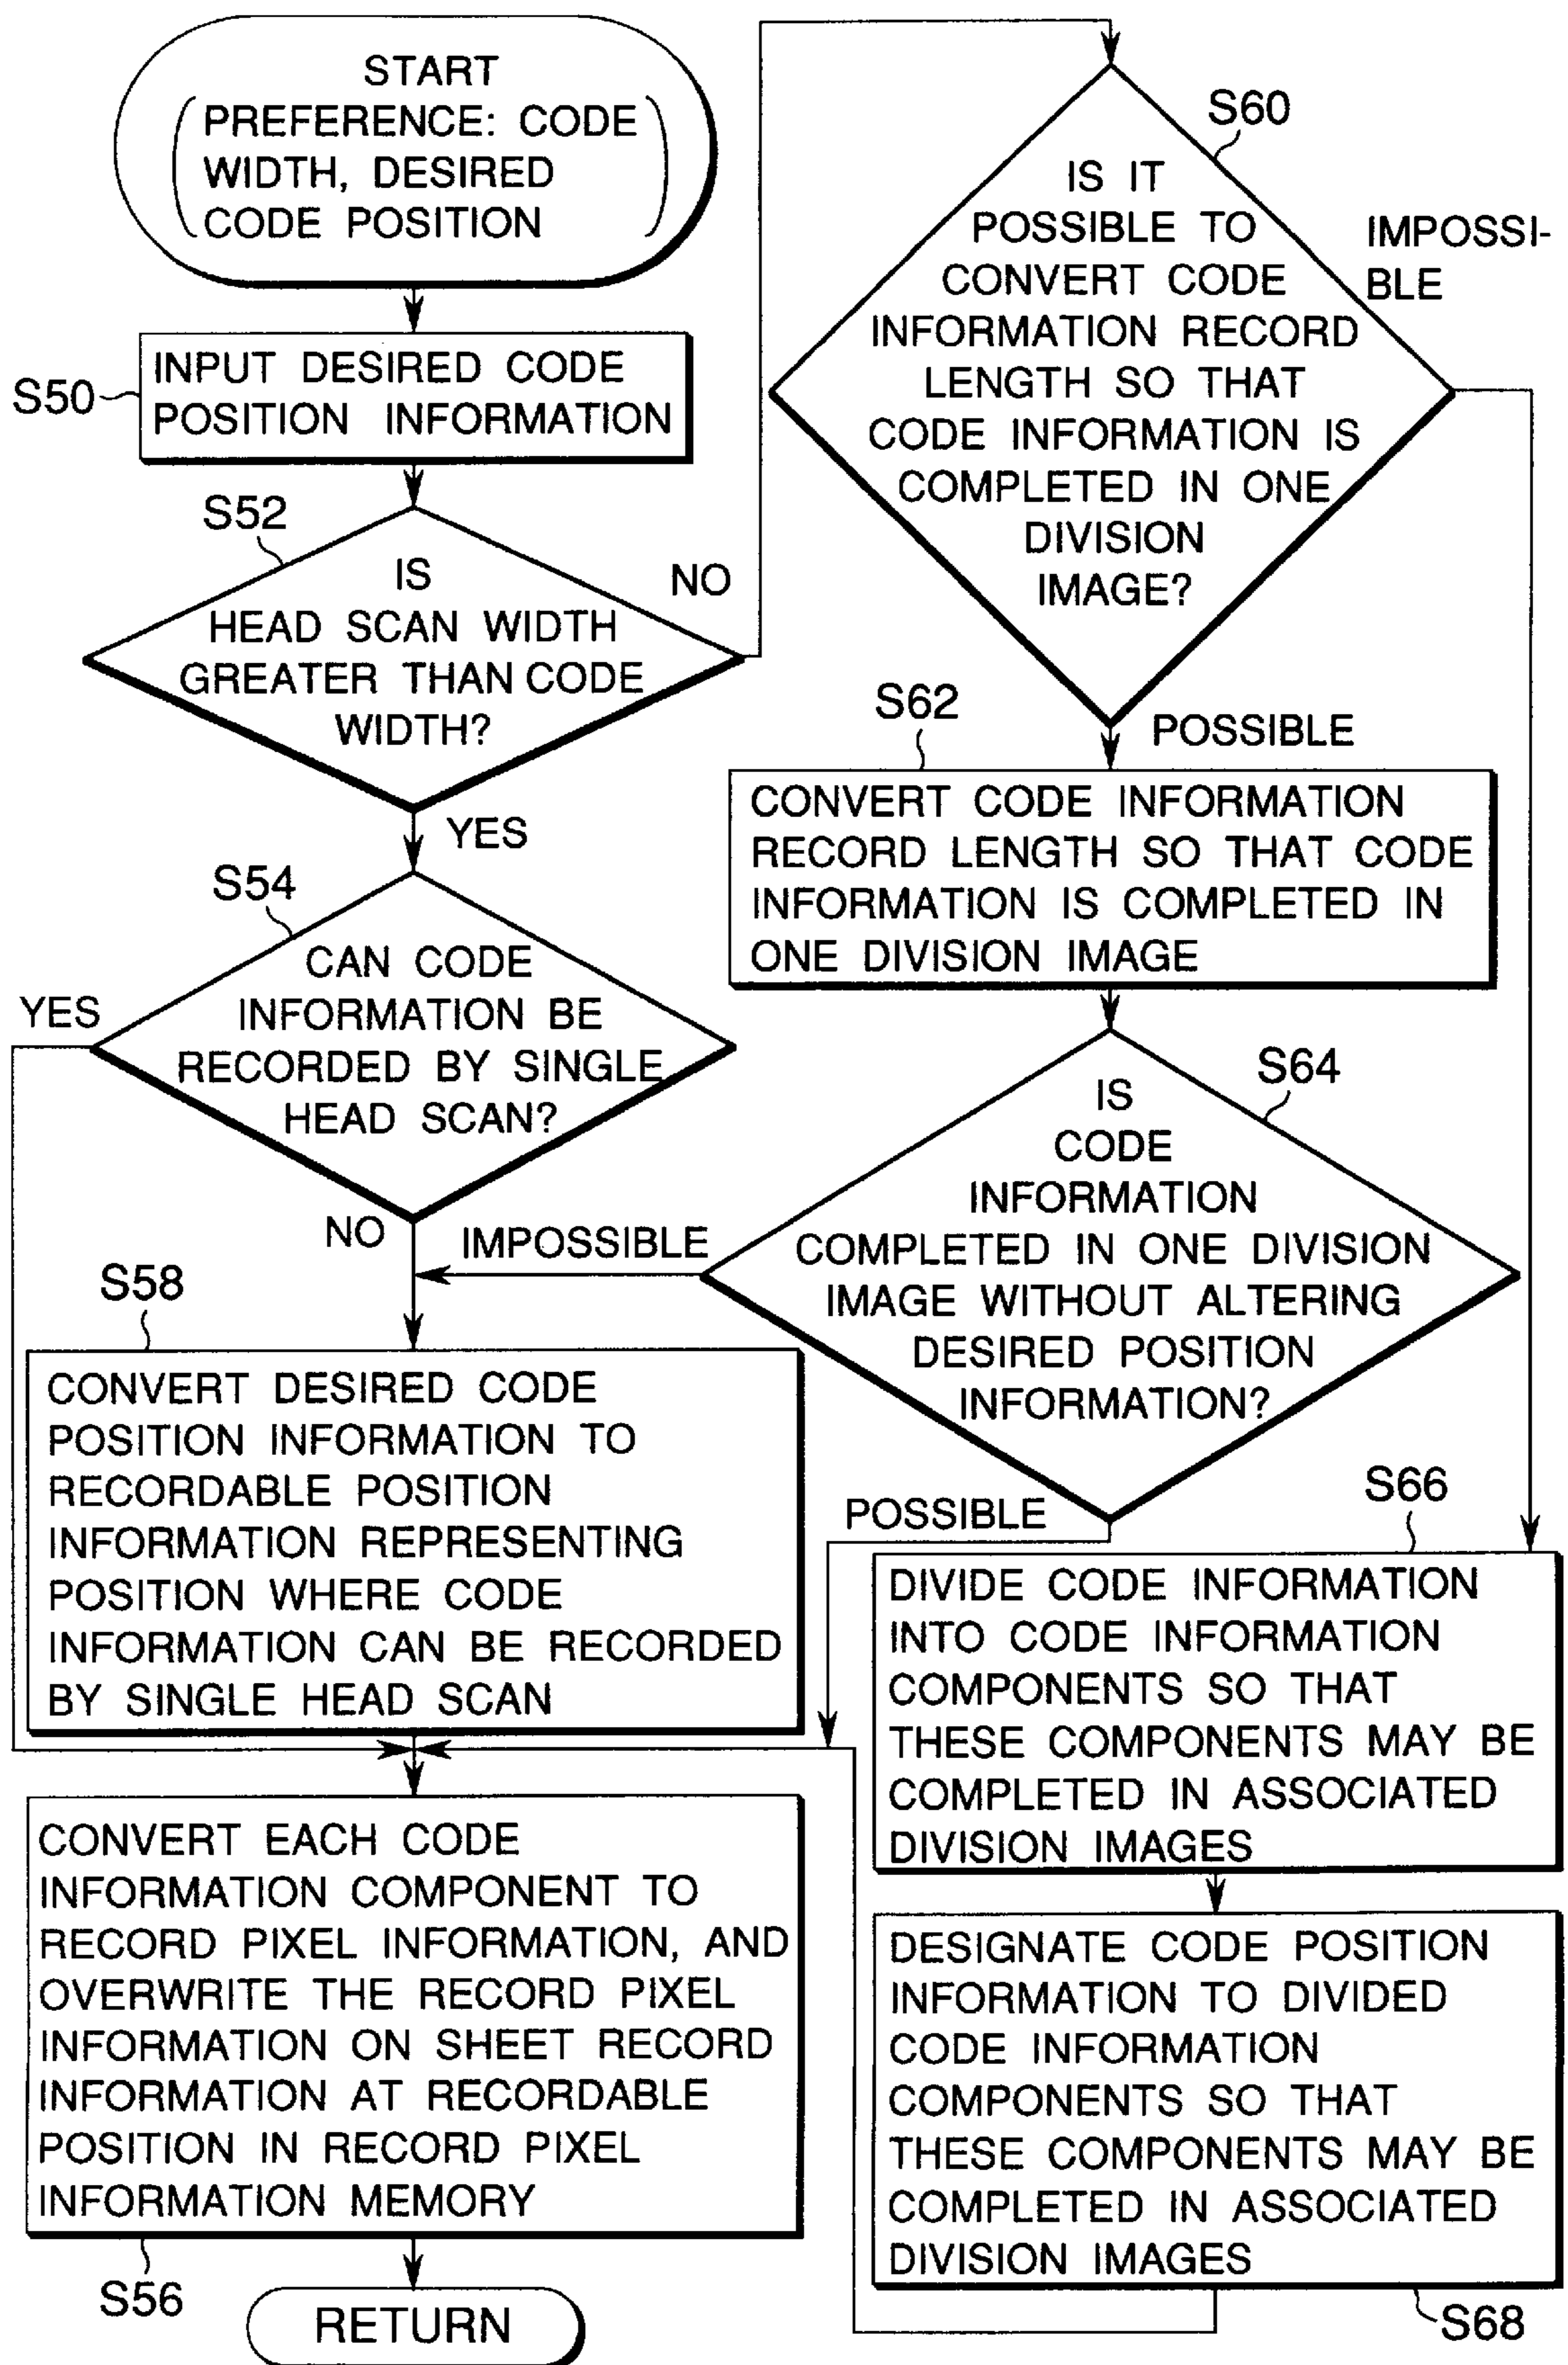 START
PREFERENCE: CODE
WIDTH, DESIRED
CODE POSITION
S50
INPUT DESIRED CODE
POSITION INFORMATION
S52
IS
HEAD SCAN WIDTH
GREATER THAN CODE
WIDTH?
NO
YES
S54
CAN CODE
INFORMATION BE
RECORDED BY SINGLE
HEAD SCAN?
YES
NO
S58
CONVERT DESIRED CODE
POSITION INFORMATION TO
RECORDABLE POSITION
INFORMATION REPRESENTING
POSITION WHERE CODE
INFORMATION CAN BE RECORDED
BY SINGLE HEAD SCAN
CONVERT EACH CODE
INFORMATION COMPONENT TO
RECORD PIXEL INFORMATION, AND
OVERWRITE THE RECORD PIXEL
INFORMATION ON SHEET RECORD
INFORMATION AT RECORDABLE
POSITION IN RECORD PIXEL
INFORMATION MEMORY
S56
RETURN
S60
IS IT
POSSIBLE TO
CONVERT CODE
INFORMATION RECORD
LENGTH SO THAT
CODE INFORMATION IS
COMPLETED IN ONE
DIVISION
IMAGE?
IMPOSSI-
BLE
POSSIBLE
S62
CONVERT CODE INFORMATION
RECORD LENGTH SO THAT CODE
INFORMATION IS COMPLETED IN
ONE DIVISION IMAGE
S64
IS
CODE
INFORMATION
COMPLETED IN ONE DIVISION
IMAGE WITHOUT ALTERING
DESIRED POSITION
INFORMATION?
IMPOSSIBLE
POSSIBLE
S66
DIVIDE CODE INFORMATION
INTO CODE INFORMATION
COMPONENTS SO THAT
THESE COMPONENTS MAY BE
COMPLETED IN ASSOCIATED
DIVISION IMAGES
DESIGNATE CODE POSITION
INFORMATION TO DIVIDED
CODE INFORMATION
COMPONENTS SO THAT
THESE COMPONENTS MAY BE
COMPLETED IN ASSOCIATED
DIVISION IMAGES
S68